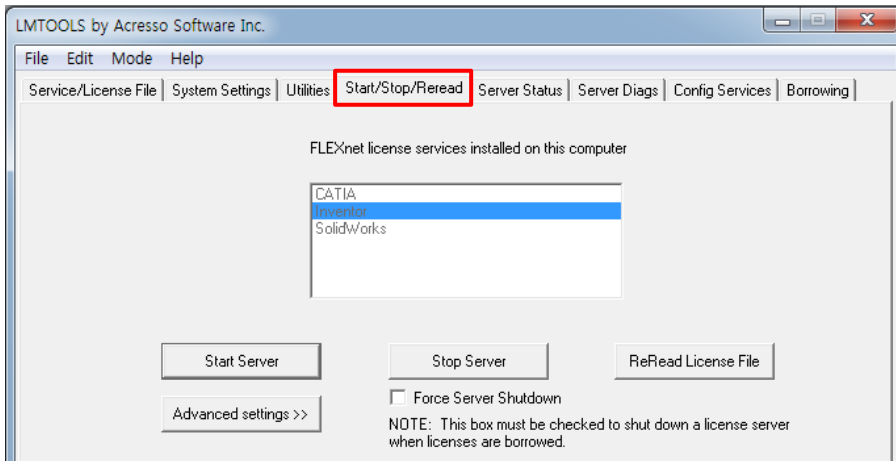 LMTOOLS by Acresso Software Inc.
File Edit Mode Help
Service/License File System Settings Utilities Start/Stop/Reread Server Status Server Diags Config Services Borrowing
FLEXnet license services installed on this computer
CATIA
Inventor
SolidWorks
Start Server Stop Server ReRead License File
Advanced settings >> Force Server Shutdown
NOTE: This box must be checked to shut down a license server
when licenses are borrowed.